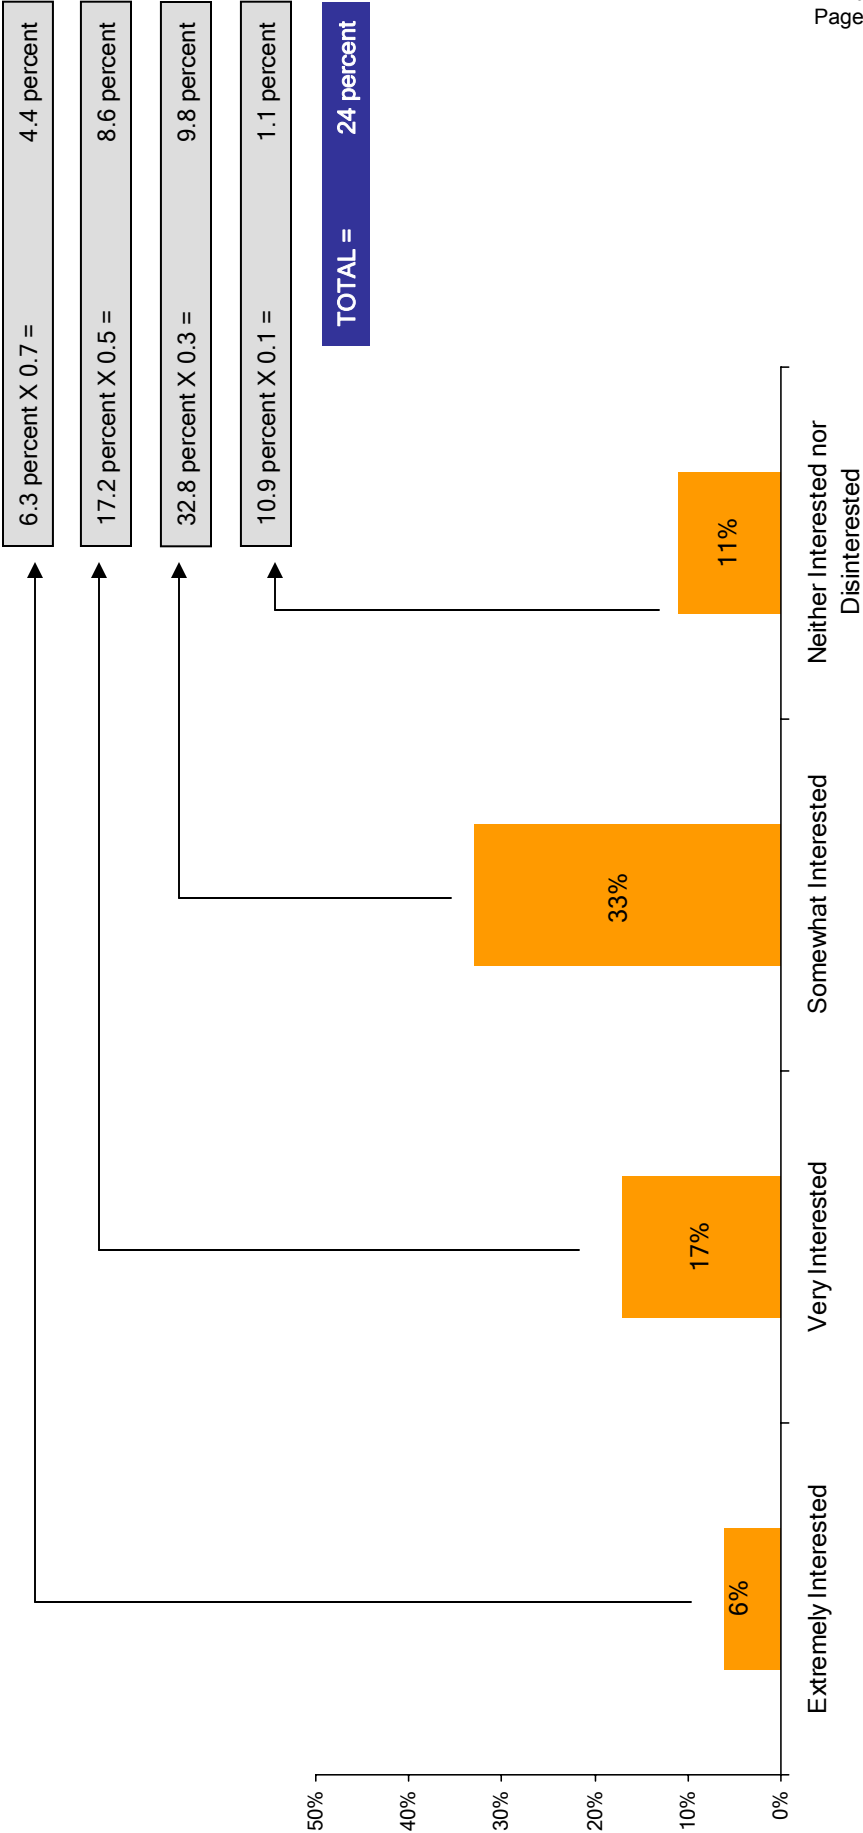 Page
6.3 percent X 0.7 = 4.4 percent
17.2 percent X 0.5 = 8.6 percent
32.8 percent X 0.3 = 9.8 percent
10.9 percent X 0.1 = 1.1 percent
TOTAL = 24 percent
50%
40%
30%
20%
10%
0%
6%
17%
33%
11%
Extremely Interested
Very Interested
Somewhat Interested
Neither Interested nor
Disinterested